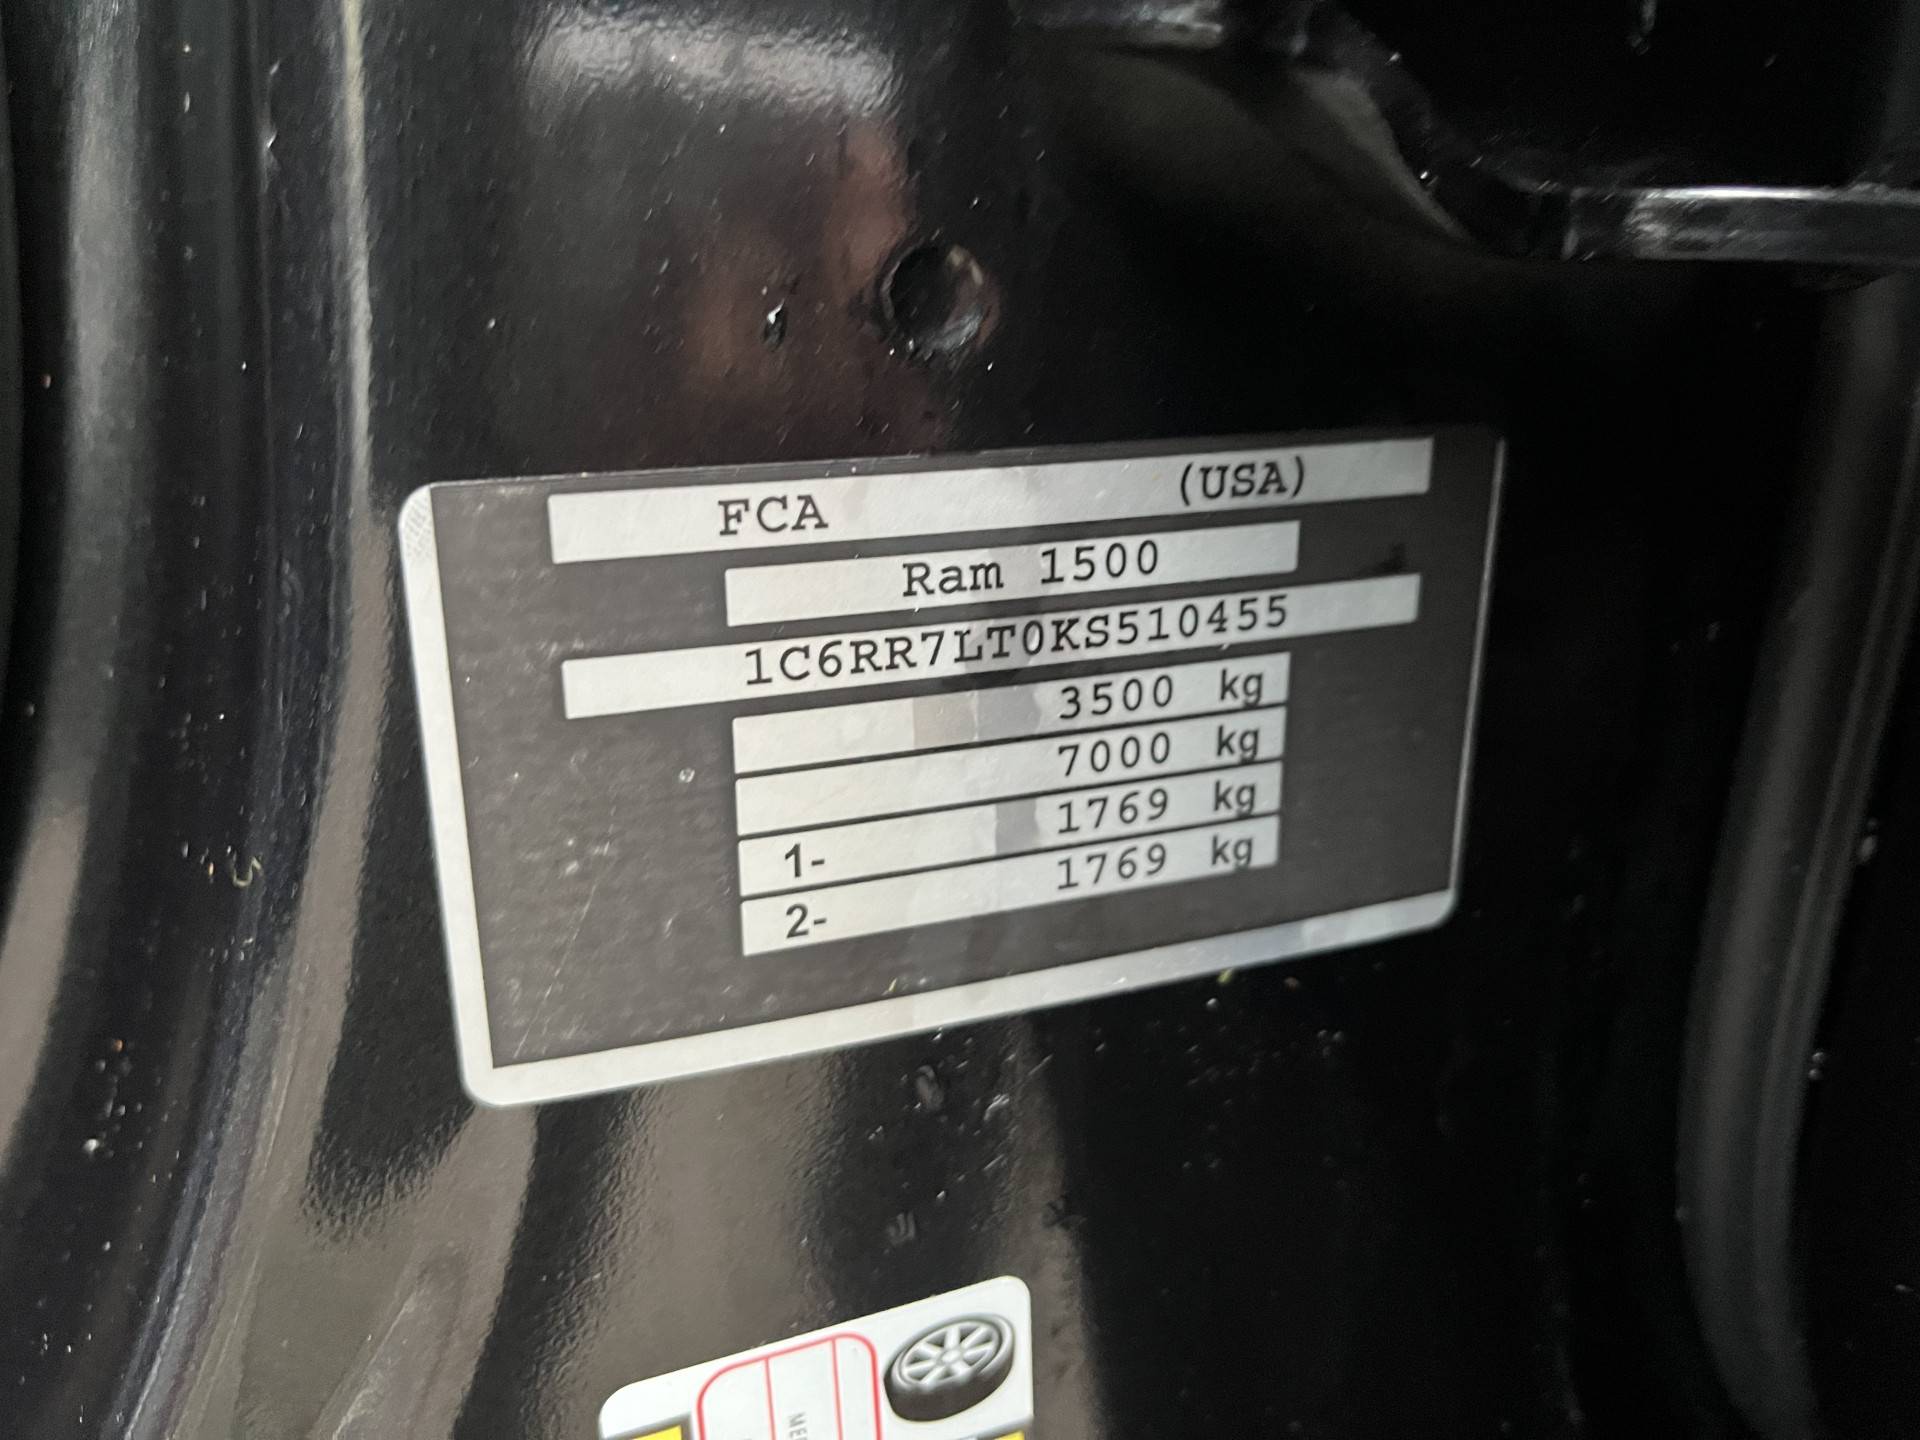 FCA (USA)
Ram 1500
1C6RR7LT0KS510455
3500 kg
7000 kg
1- 1769 kg
2- 1769 kg